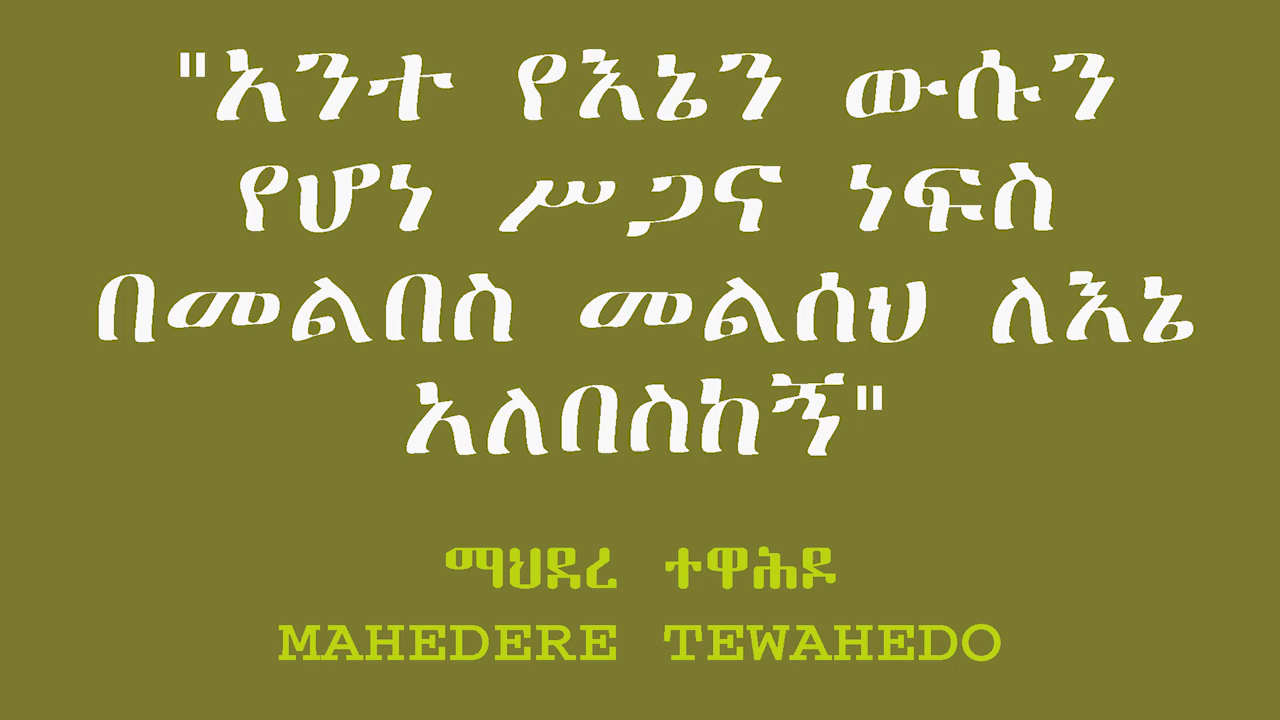 "አንተ የእኔን ውሱን
የሆነ ሥጋና ነፍስ
በመልበስ መልሰህ ለእኔ
አለበስከኝ"
ማህደረ ተዋሕዶ
MAHEDERE TEWAHEDO